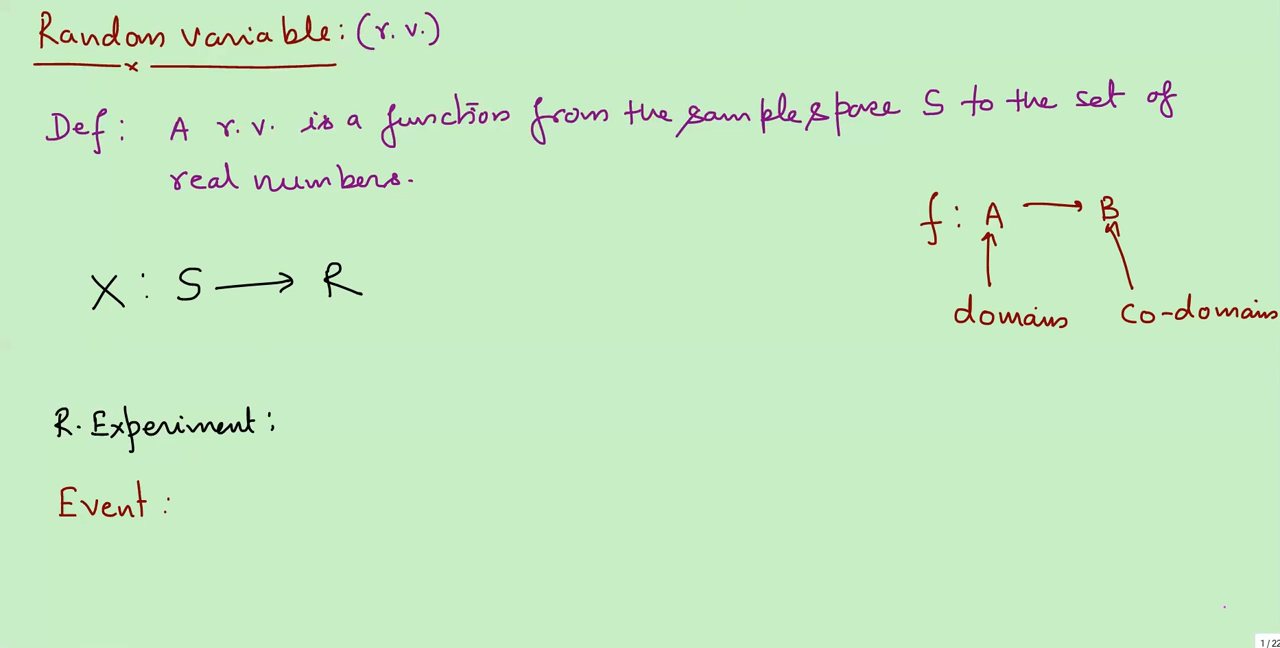 Random variable: (r. v.)
Def: A r. v. is a function from the sample space S to the set of
real numbers.
f: A → B
X: S → R
domain co-domain
R. Experiment:
Event:
1 / 22